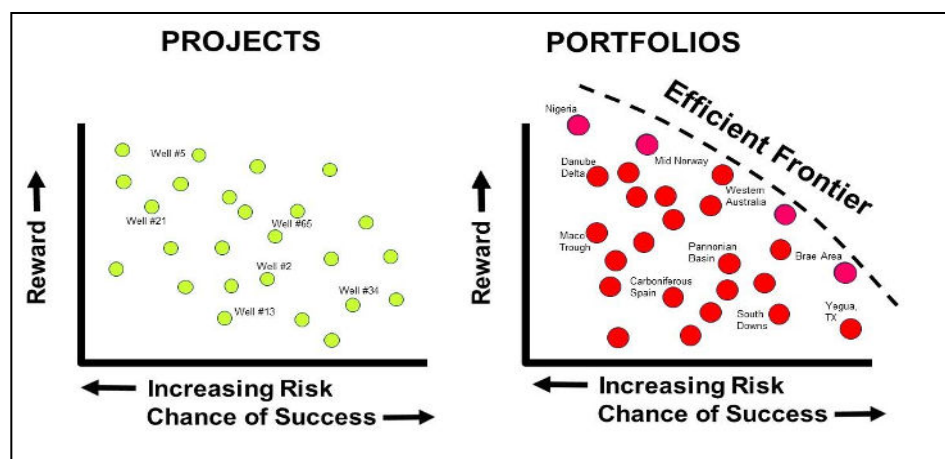 PROJECTS
Reward
Well #5
Well #21
Well #65
Well #2
Well #34
Well #13
Increasing Risk
Chance of Success
PORTFOLIOS
Reward
Efficient Frontier
Nigeria
Mid Norway
Danube
Delta
Western
Australia
Maco
Trough
Pannonian
Basin
Brae Area
Carboniferous
Spain
South
Downs
Yegua,
TX
Increasing Risk
Chance of Success